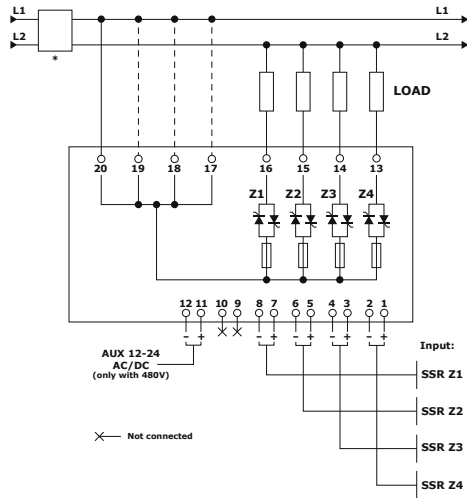 L1 L1
L2 L2
*
LOAD
20 19 18 17 16 15 14 13
Z1 Z2 Z3 Z4
12 11 10 9 8 7 6 5 4 3 2 1
- + - + - + - + - +
Input:
AUX 12-24
AC/DC
(only with 480V)
SSR Z1
SSR Z2
Not connected
SSR Z3
SSR Z4